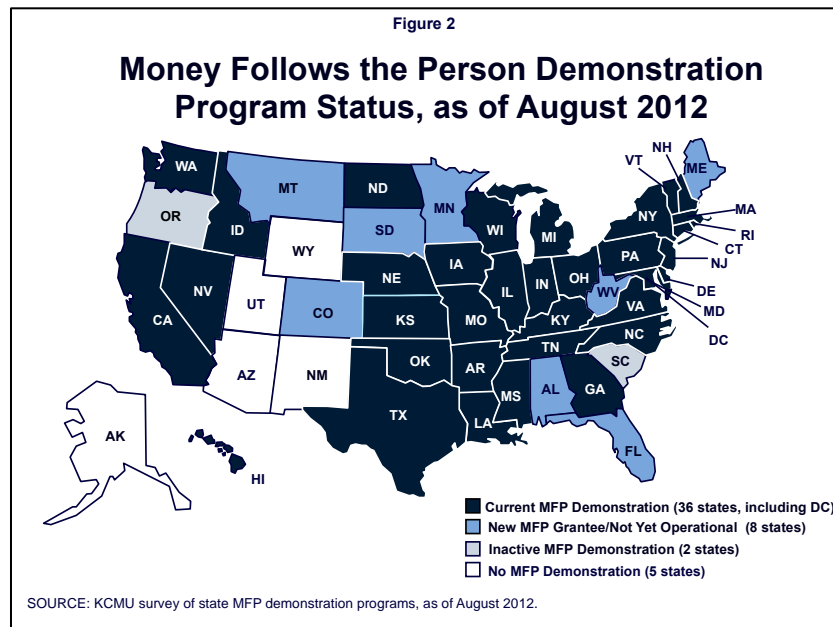 Figure 2
Money Follows the Person Demonstration
Program Status, as of August 2012
WA
OR
CA
NV
ID
MT
WY
UT
AZ
CO
NM
ND
SD
NE
KS
OK
TX
MN
IA
MO
AR
LA
WI
IL
MS
MI
IN
KY
TN
AL
OH
WV
GA
FL
SC
NC
VA
PA
NY
VT
NH
ME
MA
RI
CT
NJ
DE
MD
DC
AK
HI
Current MFP Demonstration (36 states, including DC)
New MFP Grantee/Not Yet Operational (8 states)
Inactive MFP Demonstration (2 states)
No MFP Demonstration (5 states)
SOURCE: KCMU survey of state MFP demonstration programs, as of August 2012.